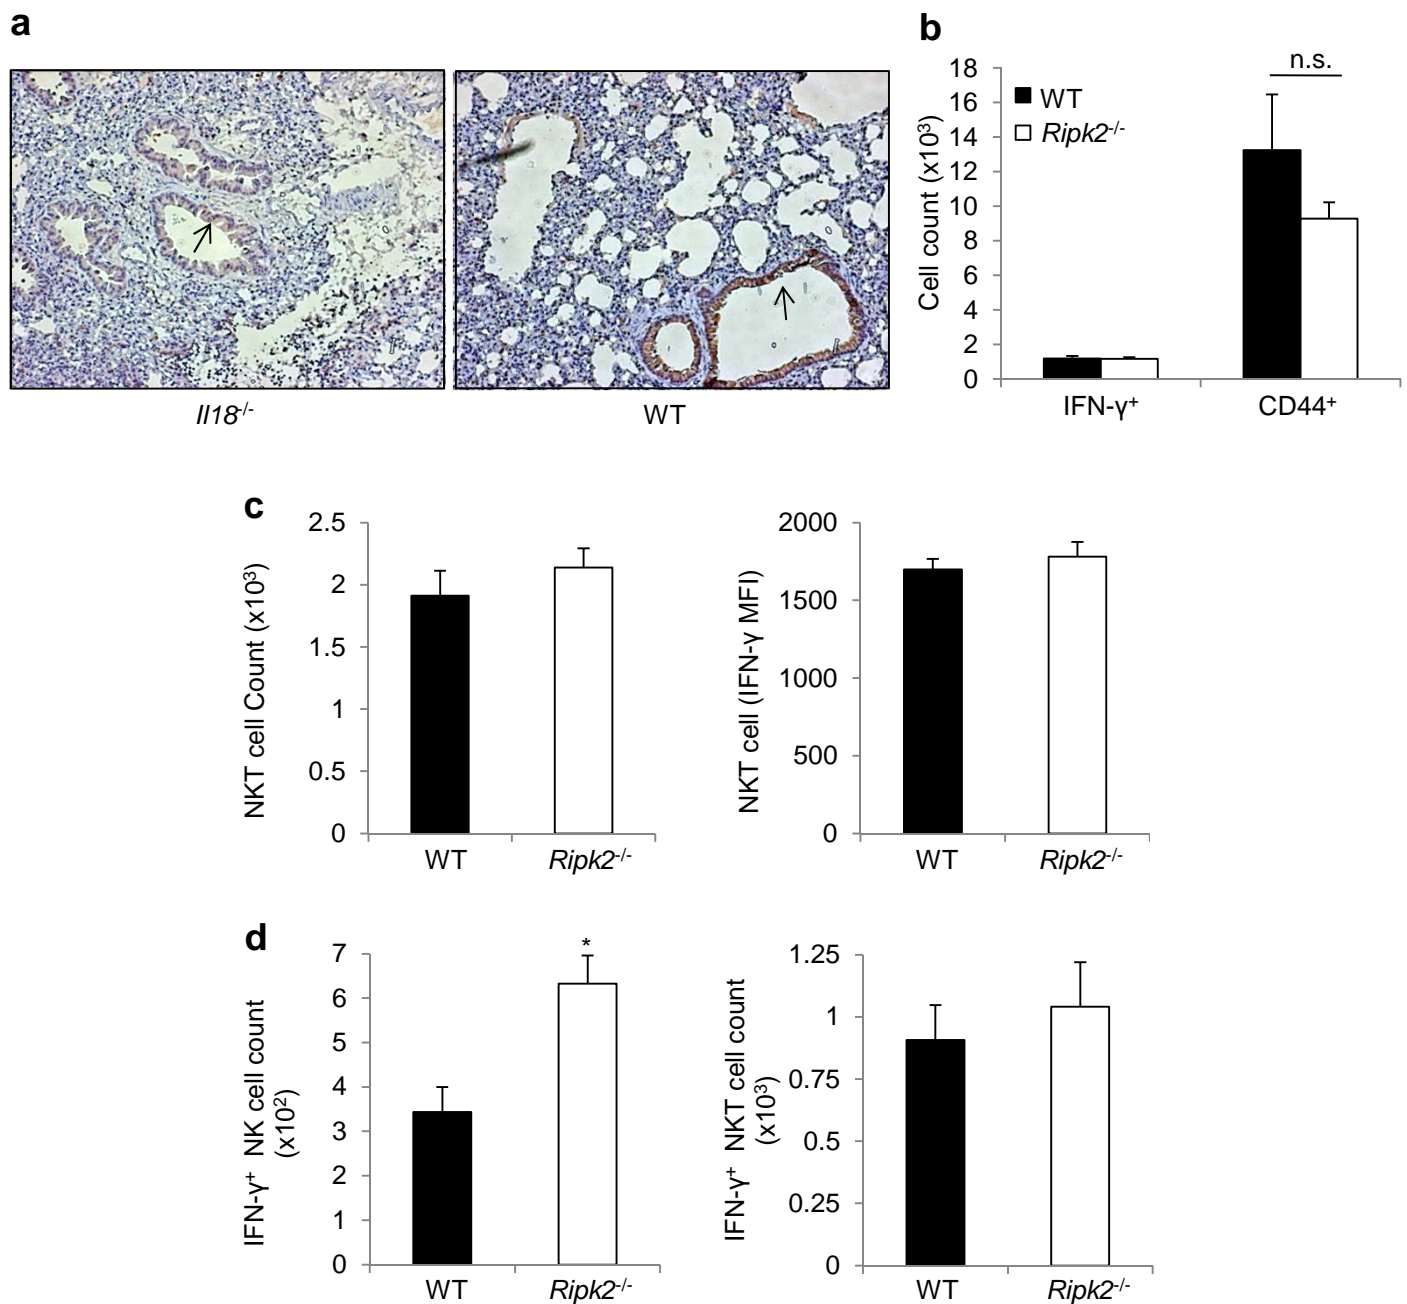 a
Il18-/-
WT
b
n.s.
18
16
14
12
10
8
6
4
2
0
Cell count (x10³)
WT
Ripk2-/-
IFN-γ+
CD44+
c
2.5
2
1.5
1
0.5
0
NKT cell Count (x10³)
WT
Ripk2-/-
2000
1500
1000
500
0
NKT cell (IFN-γ MFI)
WT
Ripk2-/-
d
*
7
6
5
4
3
2
1
0
IFN-γ+ NK cell count
(x10²)
WT
Ripk2-/-
1.25
1
0.75
0.5
0.25
0
IFN-γ+ NKT cell count
(x10³)
WT
Ripk2-/-